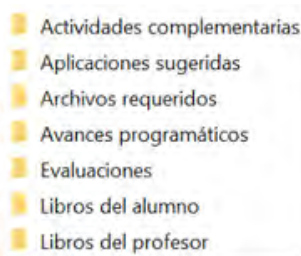 Actividades complementarias
Aplicaciones sugeridas
Archivos requeridos
Avances programáticos
Evaluaciones
Libros del alumno
Libros del profesor